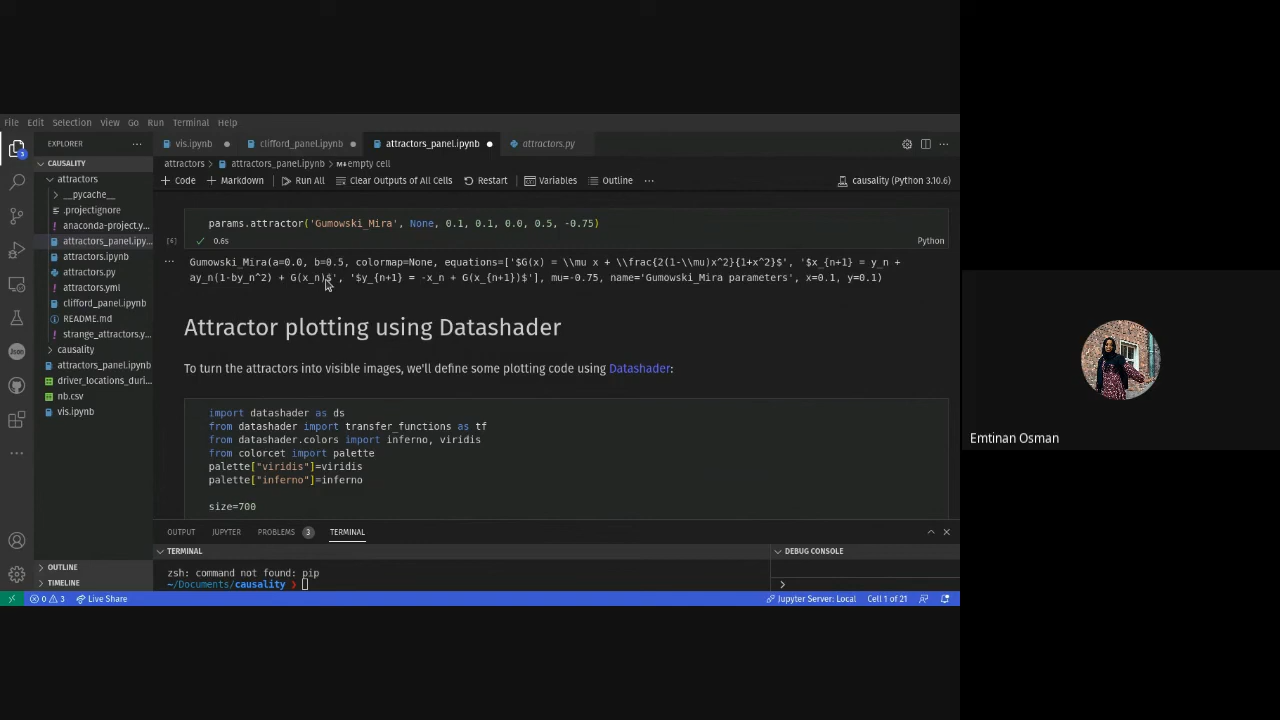 File Edit Selection View Go Run Terminal Help
EXPLORER
vis.ipynb
clifford_panel.ipynb
attractors_panel.ipynb
attractors.py
CAUSALITY
attractors
__pycache__
.projectignore
anaconda-project.y...
attractors_panel.ipy...
attractors.ipynb
attractors.py
attractors.yml
clifford_panel.ipynb
README.md
strange_attractors.y...
causality
attractors_panel.ipynb
driver_locations_duri...
nb.csv
vis.ipynb
OUTLINE
TIMELINE
attractors > attractors_panel.ipynb > M↓empty cell
+ Code + Markdown Run All Clear Outputs of All Cells Restart Variables Outline ... causality (Python 3.10.6)
params.attractor('Gumowski_Mira', None, 0.1, 0.1, 0.0, 0.5, -0.75)
[6] ✓ 0.6s Python
Gumowski_Mira(a=0.0, b=0.5, colormap=None, equations=['$G(x) = \\mu x + \\frac{2(1-\\mu)x^2}{1+x^2}$', '$x_{n+1} = y_n +
ay_n(1-by_n^2) + G(x_n)$', '$y_{n+1} = -x_n + G(x_{n+1})$'], mu=-0.75, name='Gumowski_Mira parameters', x=0.1, y=0.1)
Attractor plotting using Datashader
To turn the attractors into visible images, we'll define some plotting code using Datashader:
import datashader as ds
from datashader import transfer_functions as tf
from datashader.colors import inferno, viridis
from colorcet import palette
palette["viridis"]=viridis
palette["inferno"]=inferno
size=700
OUTPUT JUPYTER PROBLEMS 3 TERMINAL
TERMINAL
DEBUG CONSOLE
zsh: command not found: pip
~/Documents/causality ❯
>
0 3 Live Share
Jupyter Server: Local Cell 1 of 21
3
Json
Emtinan Osman